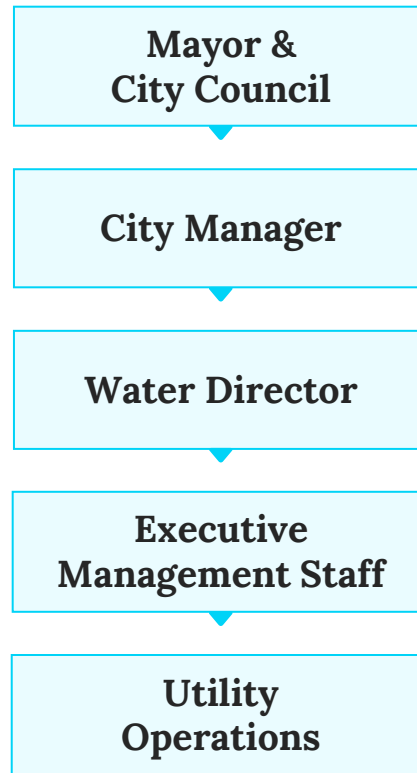 Mayor &
City Council
City Manager
Water Director
Executive
Management Staff
Utility
Operations